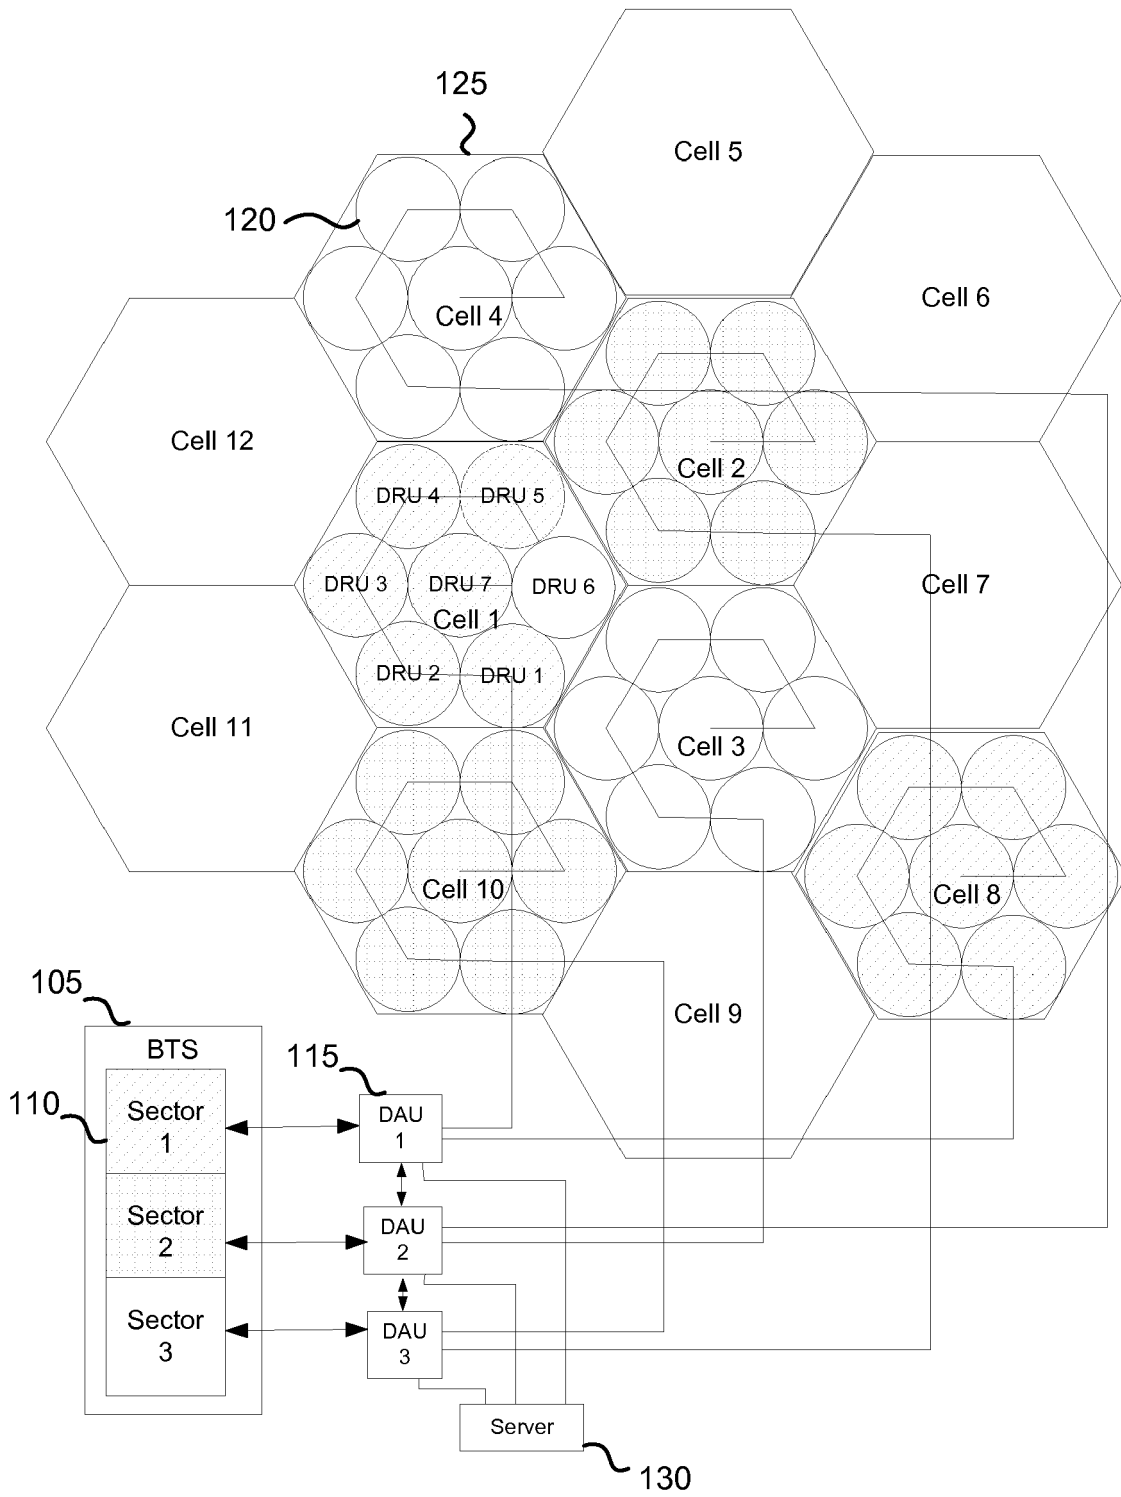 125
Cell 5
120
Cell 6
Cell 4
Cell 12
Cell 2
DRU 4
DRU 5
DRU 3
DRU 7
DRU 6
Cell 7
Cell 1
DRU 2
DRU 1
Cell 11
Cell 3
Cell 10
Cell 8
105
Cell 9
BTS
115
110
Sector
1
DAU
1
Sector
2
DAU
2
Sector
3
DAU
3
Server
130